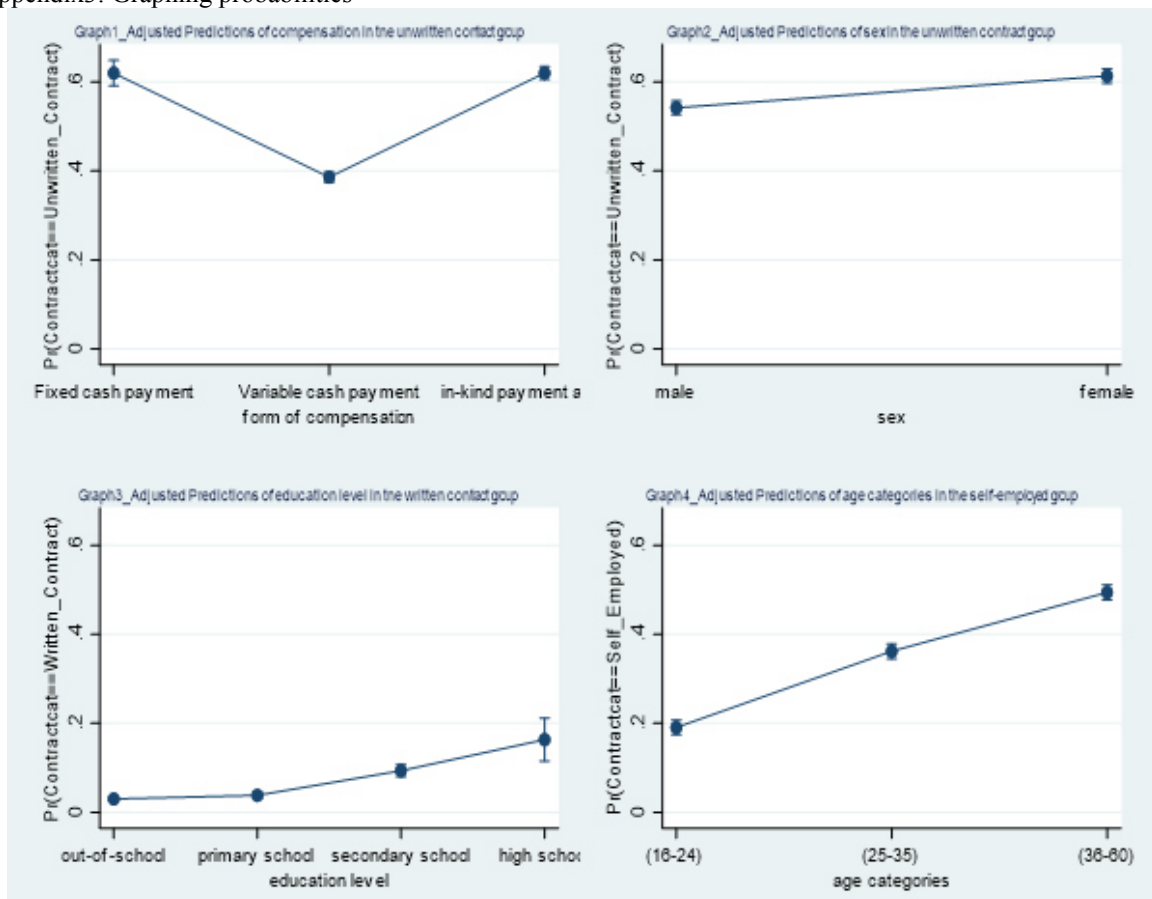 Appendix3: Graphing probabilities
Graph1_Adjusted Predictions of compensation in the unwritten contact group
Pr(Contractcat==Unwritten_Contract)
.6
.4
.2
0
Fixed cash payment Variable cash payment in-kind payment a
form of compensation
Graph2_Adjusted Predictions of sex in the unwritten contract group
Pr(Contractcat==Unwritten_Contract)
.6
.4
.2
0
male female
sex
Graph3_Adjusted Predictions of education level in the written contact group
Pr(Contractcat==Written_Contract)
.6
.4
.2
0
out-of-school primary school secondary school high schoo
education level
Graph4_Adjusted Predictions of age categories in the self-employed group
Pr(Contractcat==Self_Employed)
.6
.4
.2
0
(16-24) (25-35) (36-60)
age categories